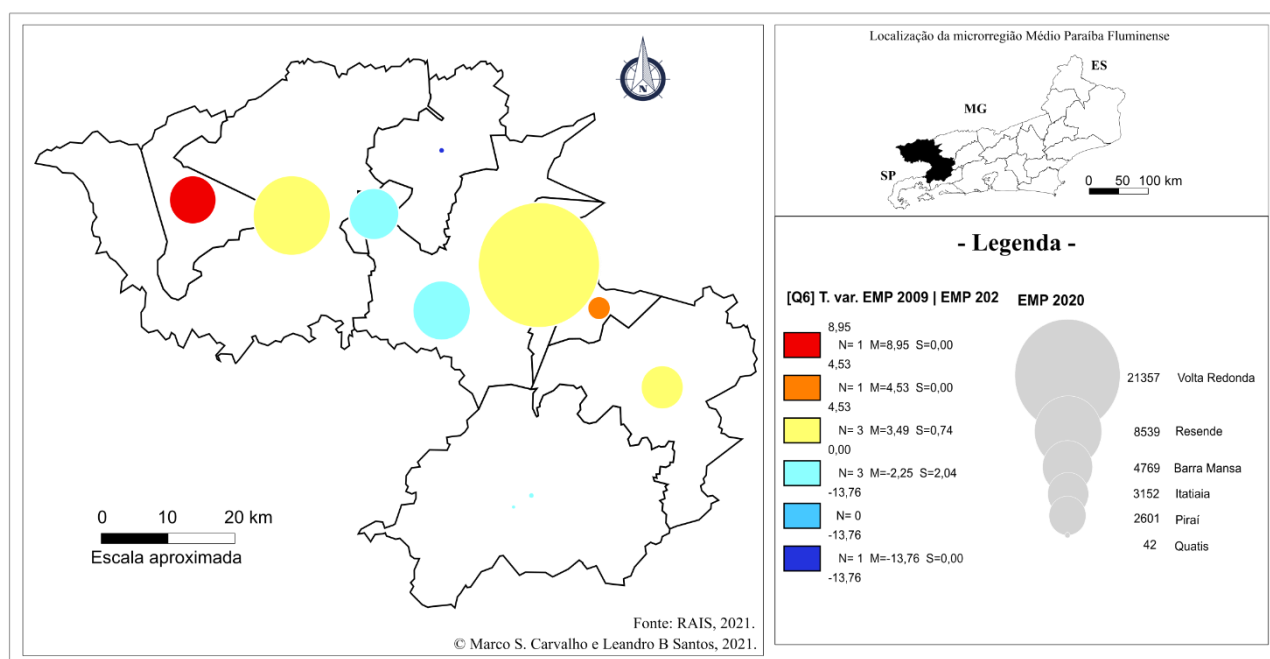 N
0 10 20 km
Escala aproximada
Fonte: RAIS, 2021.
© Marco S. Carvalho e Leandro B Santos, 2021.
Localização da microrregião Médio Paraíba Fluminense
ES
MG
SP
0 50 100 km
- Legenda -
[Q6] T. var. EMP 2009 | EMP 202
8,95
N= 1 M=8,95 S=0,00
4,53
N= 1 M=4,53 S=0,00
4,53
N= 3 M=3,49 S=0,74
0,00
N= 3 M=-2,25 S=2,04
-13,76
N= 0
-13,76
N= 1 M=-13,76 S=0,00
-13,76
EMP 2020
21357 Volta Redonda
8539 Resende
4769 Barra Mansa
3152 Itatiaia
2601 Piraí
42 Quatis